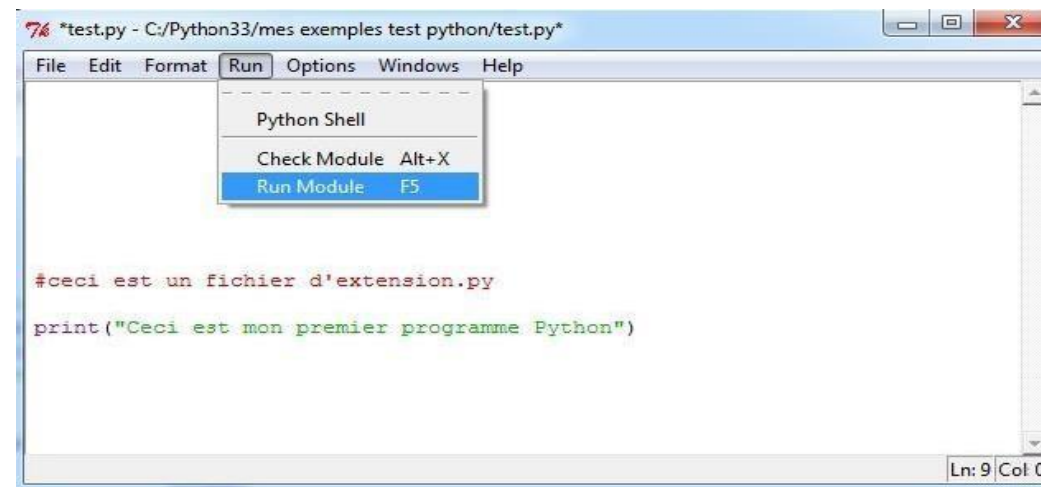 *test.py - C:/Python33/mes exemples test python/test.py*
File Edit Format Run Options Windows Help
Python Shell
Check Module Alt+X
Run Module F5
#ceci est un fichier d'extension.py
print("Ceci est mon premier programme Python")
Ln: 9 Col: 0